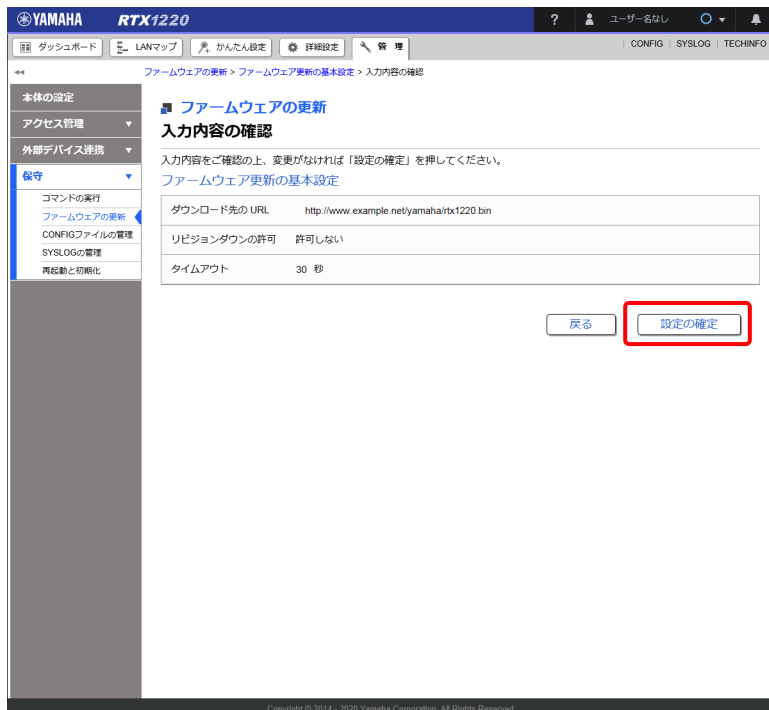 YAMAHA RTX1220 ? ユーザー名なし
ダッシュボード LANマップ かんたん設定 詳細設定 管理 CONFIG SYSLOG TECHINFO
ファームウェアの更新 > ファームウェア更新の基本設定 > 入力内容の確認
本体の設定
アクセス管理
外部デバイス連携
保守
コマンドの実行
ファームウェアの更新
CONFIGファイルの管理
SYSLOGの管理
再起動と初期化
ファームウェアの更新
入力内容の確認
入力内容をご確認の上、変更がなければ「設定の確定」を押してください。
ファームウェア更新の基本設定
ダウンロード先の URL http://www.example.net/yamaha/rtx1220.bin
リビジョンダウンの許可 許可しない
タイムアウト 30 秒
戻る 設定の確定
Copyright © 2014 - 2020 Yamaha Corporation. All Rights Reserved.